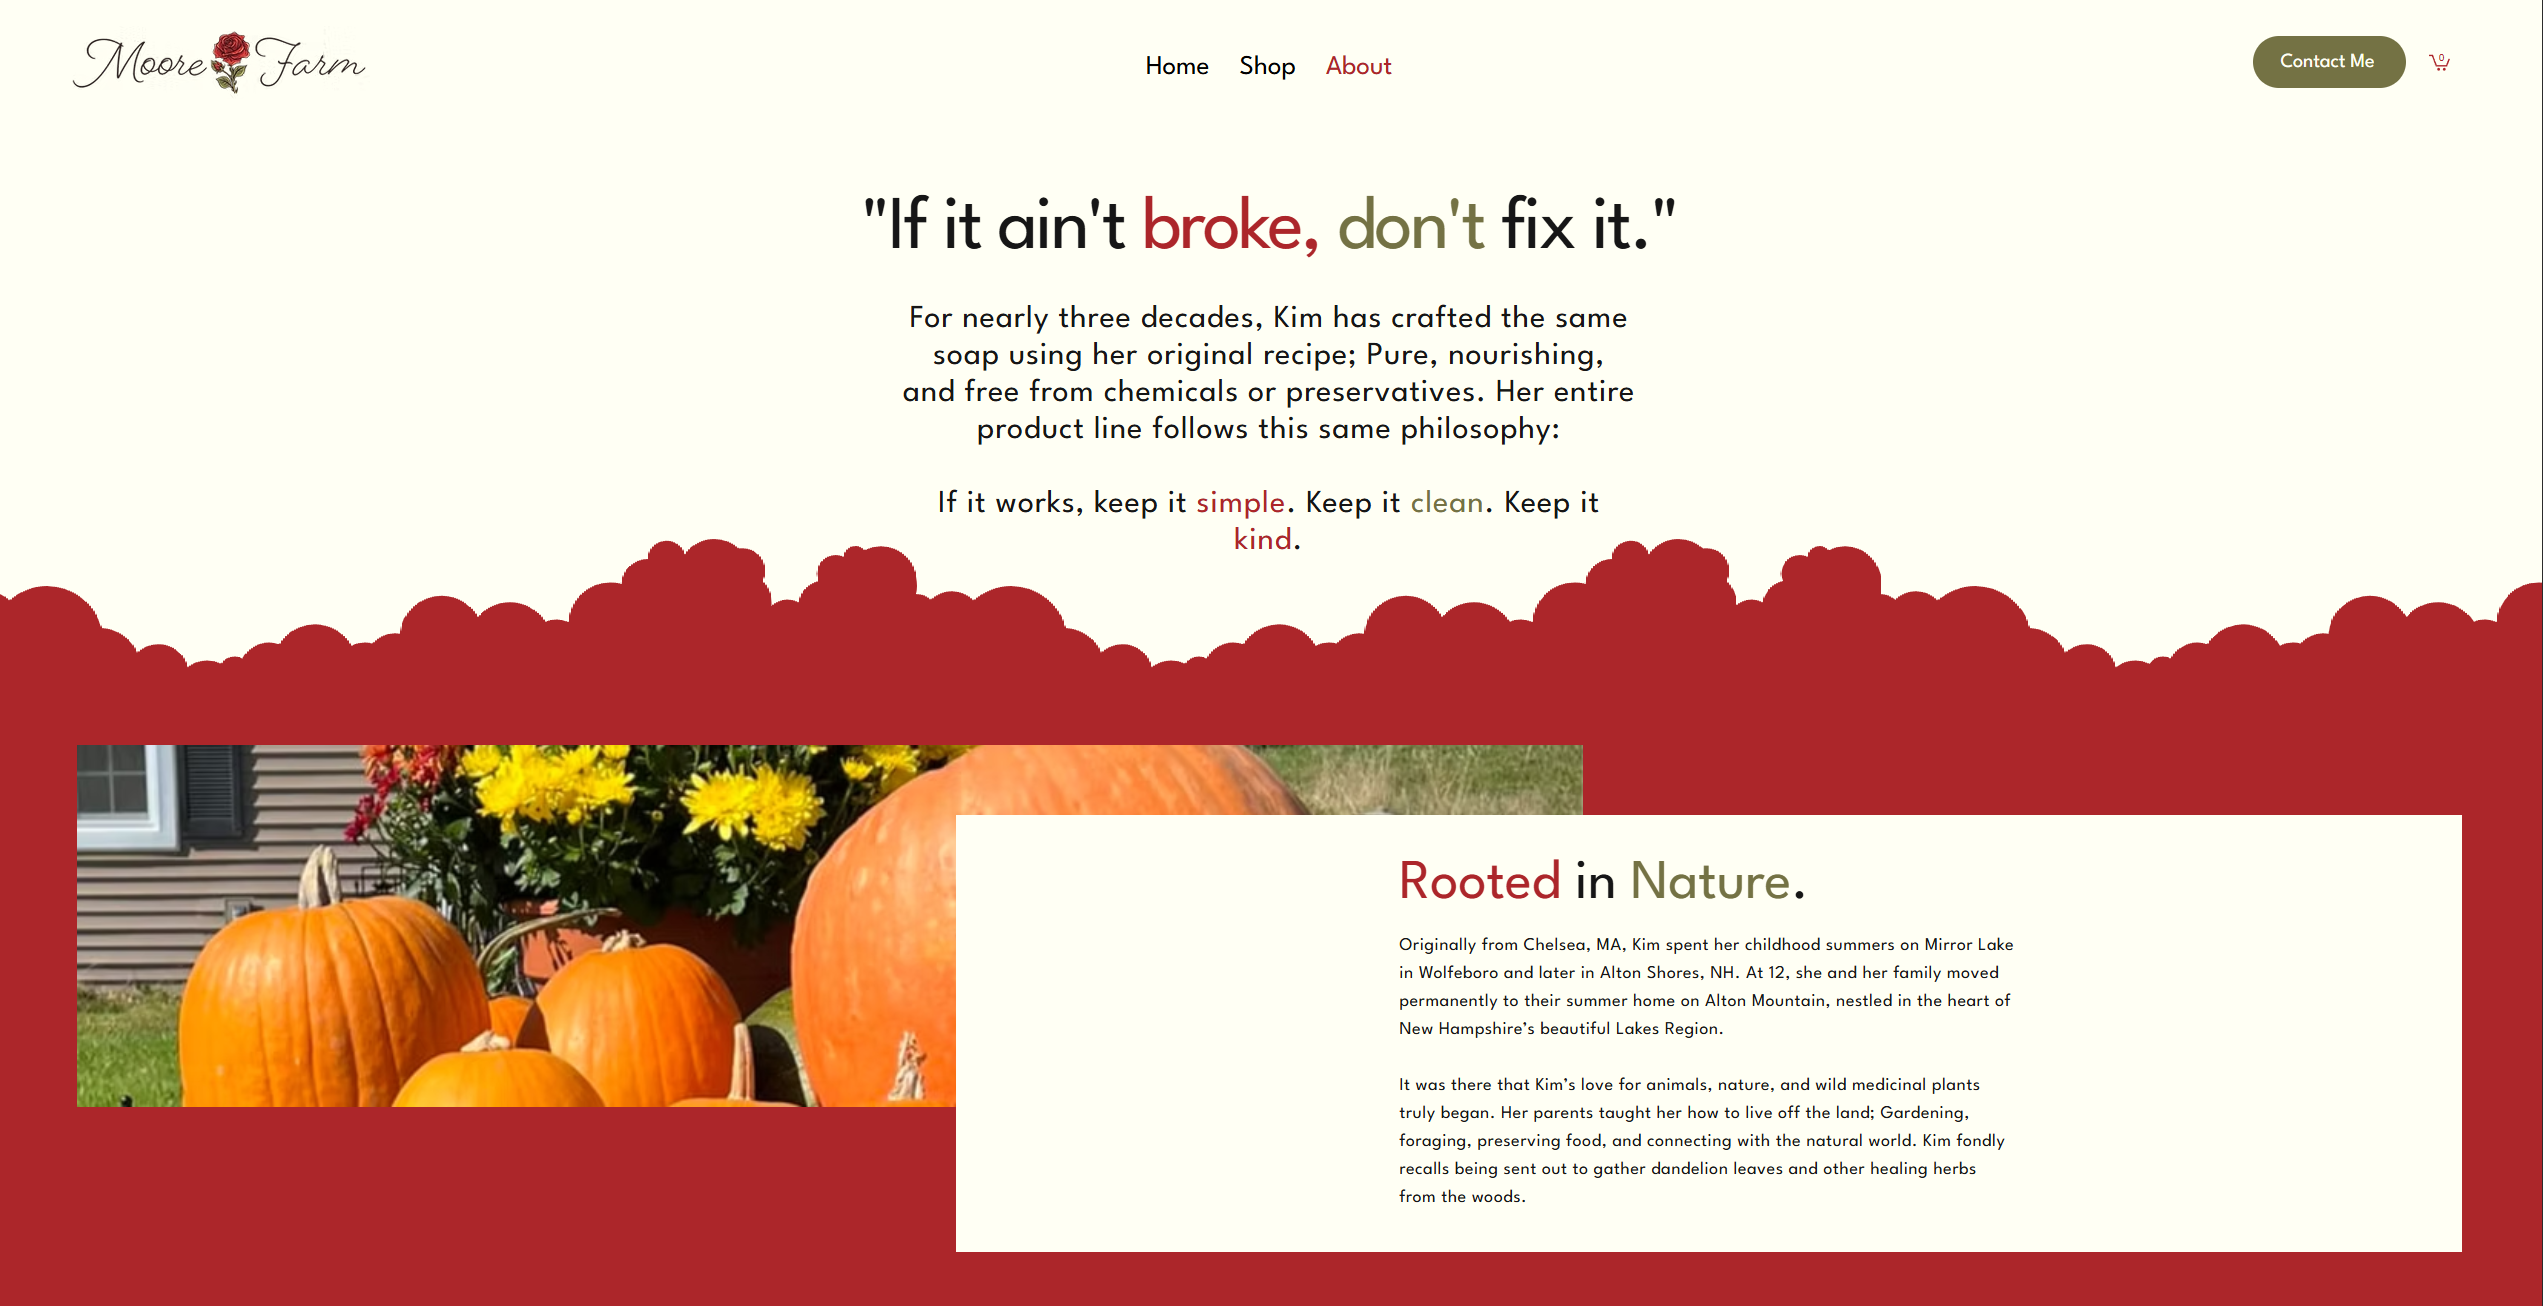 Moore Farm
Home Shop About
Contact Me
0
"If it ain't broke, don't fix it."
For nearly three decades, Kim has crafted the same
soap using her original recipe; Pure, nourishing,
and free from chemicals or preservatives. Her entire
product line follows this same philosophy:
If it works, keep it simple. Keep it clean. Keep it
kind.
Rooted in Nature.
Originally from Chelsea, MA, Kim spent her childhood summers on Mirror Lake
in Wolfeboro and later in Alton Shores, NH. At 12, she and her family moved
permanently to their summer home on Alton Mountain, nestled in the heart of
New Hampshire’s beautiful Lakes Region.
It was there that Kim’s love for animals, nature, and wild medicinal plants
truly began. Her parents taught her how to live off the land; Gardening,
foraging, preserving food, and connecting with the natural world. Kim fondly
recalls being sent out to gather dandelion leaves and other healing herbs
from the woods.